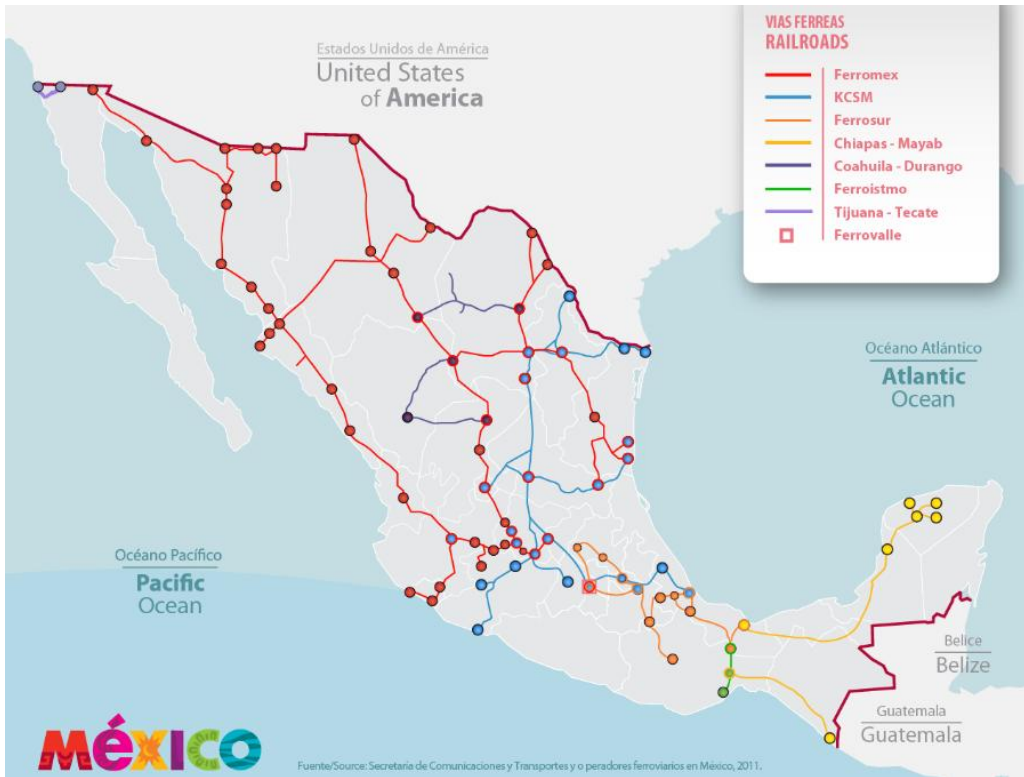 VIAS FERREAS
RAILROADS
Ferromex
KCSM
Ferrosur
Chiapas - Mayab
Coahuila - Durango
Ferroistmo
Tijuana - Tecate
Ferrovalle
Estados Unidos de América
United States
of America
Océano Atlántico
Atlantic
Ocean
Océano Pacífico
Pacific
Ocean
Belice
Belize
Guatemala
Guatemala
méxico
Fuente/Source: Secretaría de Comunicaciones y Transportes y o peradores ferroviarios en México, 2011.